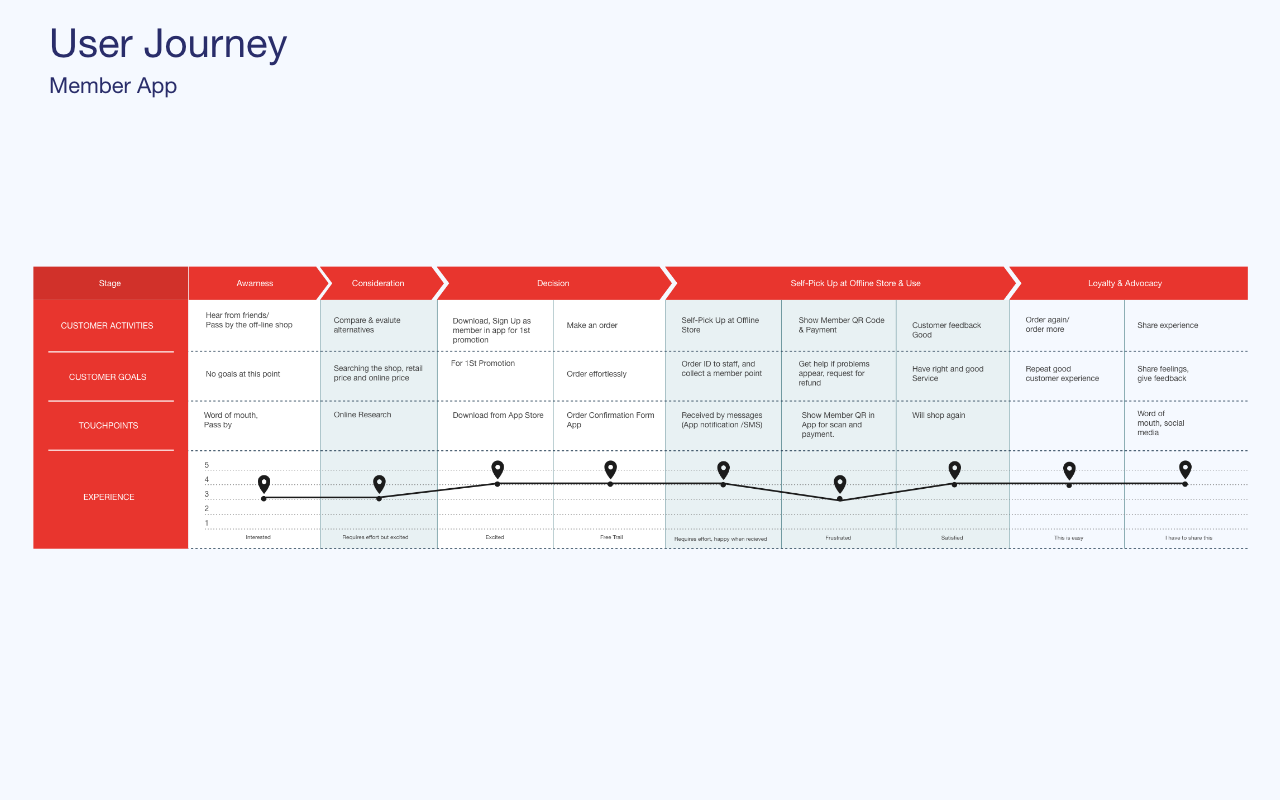 User Journey
Member App
Stage
Awarness
Consideration
Decision
Self-Pick Up at Offline Store & Use
Loyalty & Advocacy
CUSTOMER ACTIVITIES
Hear from friends/
Pass by the off-line shop
Compare & evalute
alternatives
Download, Sign Up as
member in app for 1st
promotion
Make an order
Self-Pick Up at Offline
Store
Show Member QR Code
& Payment
Customer feedback
Good
Order again/
order more
Share experience
CUSTOMER GOALS
No goals at this point
Searching the shop, retail
price and online price
For 1St Promotion
Order effortlessly
Order ID to staff, and
collect a member point
Get help if problems
appear, request for
refund
Have right and good
Service
Repeat good
customer experience
Share feelings,
give feedback
TOUCHPOINTS
Word of mouth,
Pass by
Online Research
Download from App Store
Order Confirmation Form
App
Received by messages
(App notification /SMS)
Show Member QR in
App for scan and
payment.
Will shop again
Word of
mouth, social
media
EXPERIENCE
5
4
3
2
1
Interested
Requires effort but excited
Excited
Free Trail
Requires effort, happy when recieved
Frustrated
Satisfied
This is easy
I have to share this